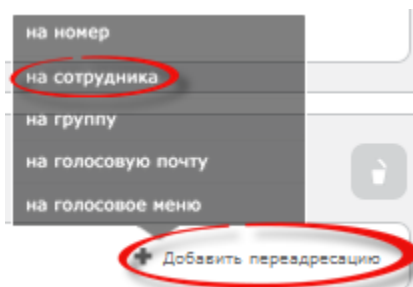 на номер
на сотрудника
на группу
на голосовую почту
на голосовое меню
Добавить переадресацию